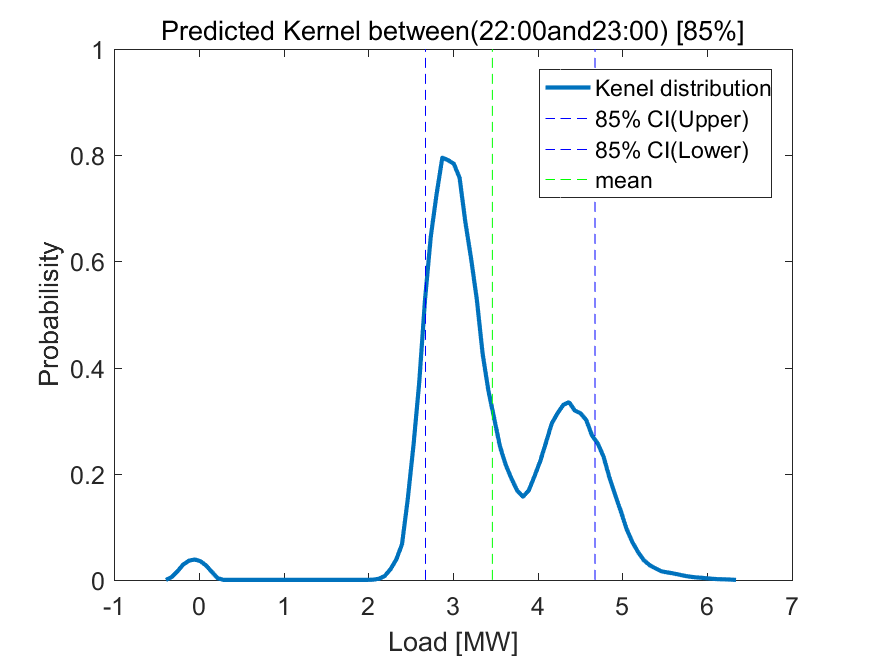 Predicted Kernel between(22:00and23:00) [85%]
1
0.8
0.6
0.4
0.2
0
Probabilisity
Kenel distribution
85% CI(Upper)
85% CI(Lower)
mean
-1 0 1 2 3 4 5 6 7
Load [MW]